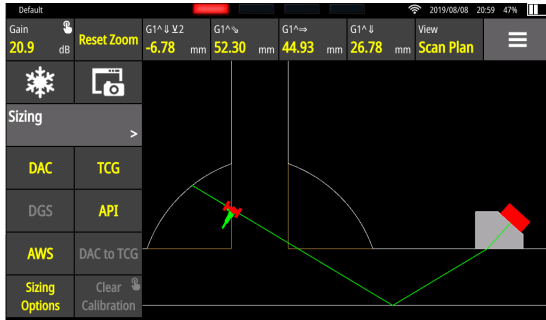 Default 2019/08/08 20:59 47%
Gain
20.9 dB
Reset Zoom
G1^⇓⊻2
-6.78 mm
G1^⇘
52.30 mm
G1^⇒
44.93 mm
G1^⇓
26.78 mm
View
Scan Plan
Sizing
>
DAC
TCG
DGS
API
AWS
DAC to TCG
Sizing
Options
Clear
Calibration